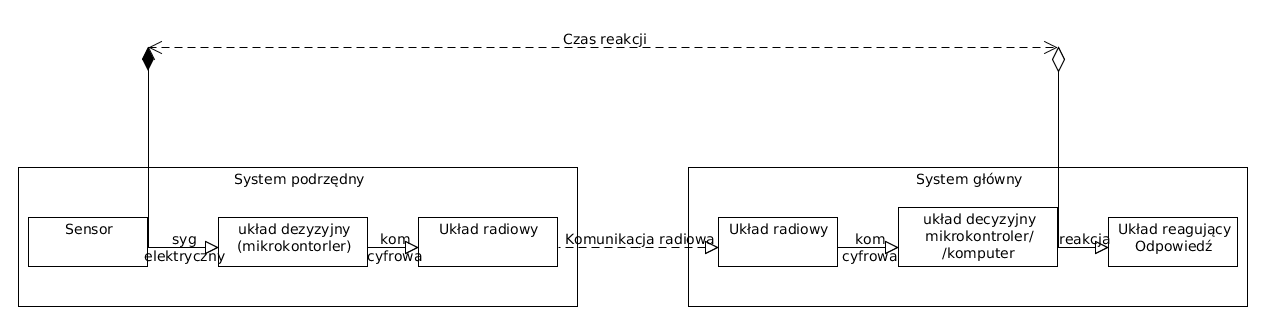 Czas reakcji
System podrzędny
Sensor
syg
elektryczny
układ dezyzyjny
(mikrokontorler)
kom
cyfrowa
Układ radiowy
Komunikacja radiowa
System główny
Układ radiowy
kom
cyfrowa
układ decyzyjny
mikrokontroler/
/komputer
reakcja
Układ reagujący
Odpowiedź